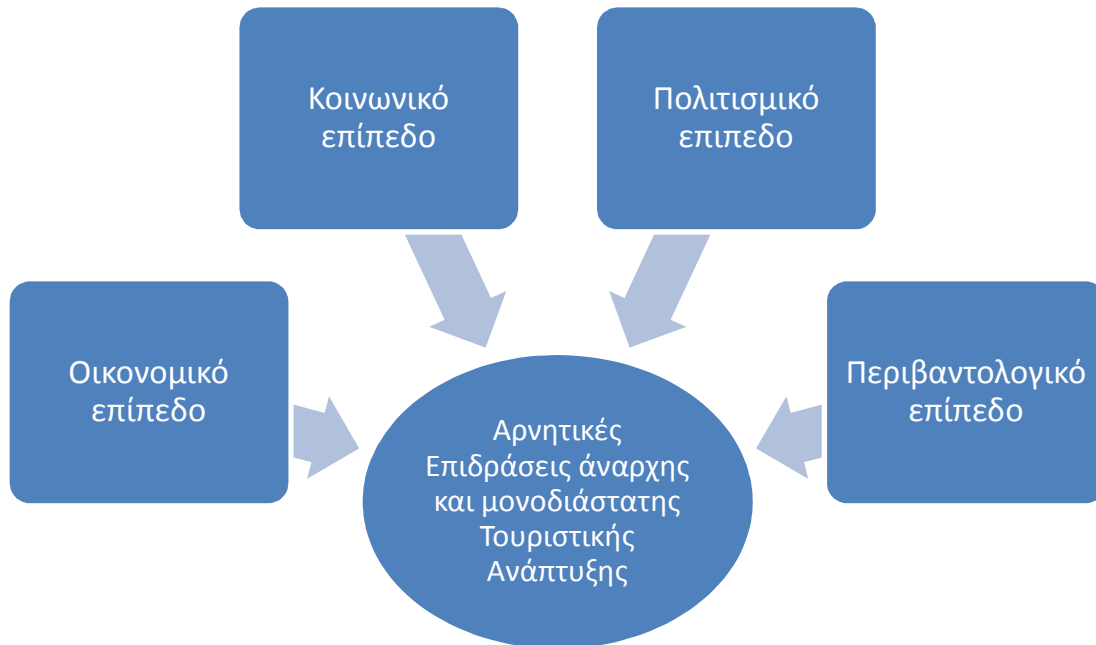 Κοινωνικό
επίπεδο
Πολιτισμικό
επιπεδο
Οικονομικό
επίπεδο
Περιβαντολογικό
επίπεδο
Αρνητικές
Επιδράσεις άναρχης
και μονοδιάστατης
Τουριστικής
Ανάπτυξης